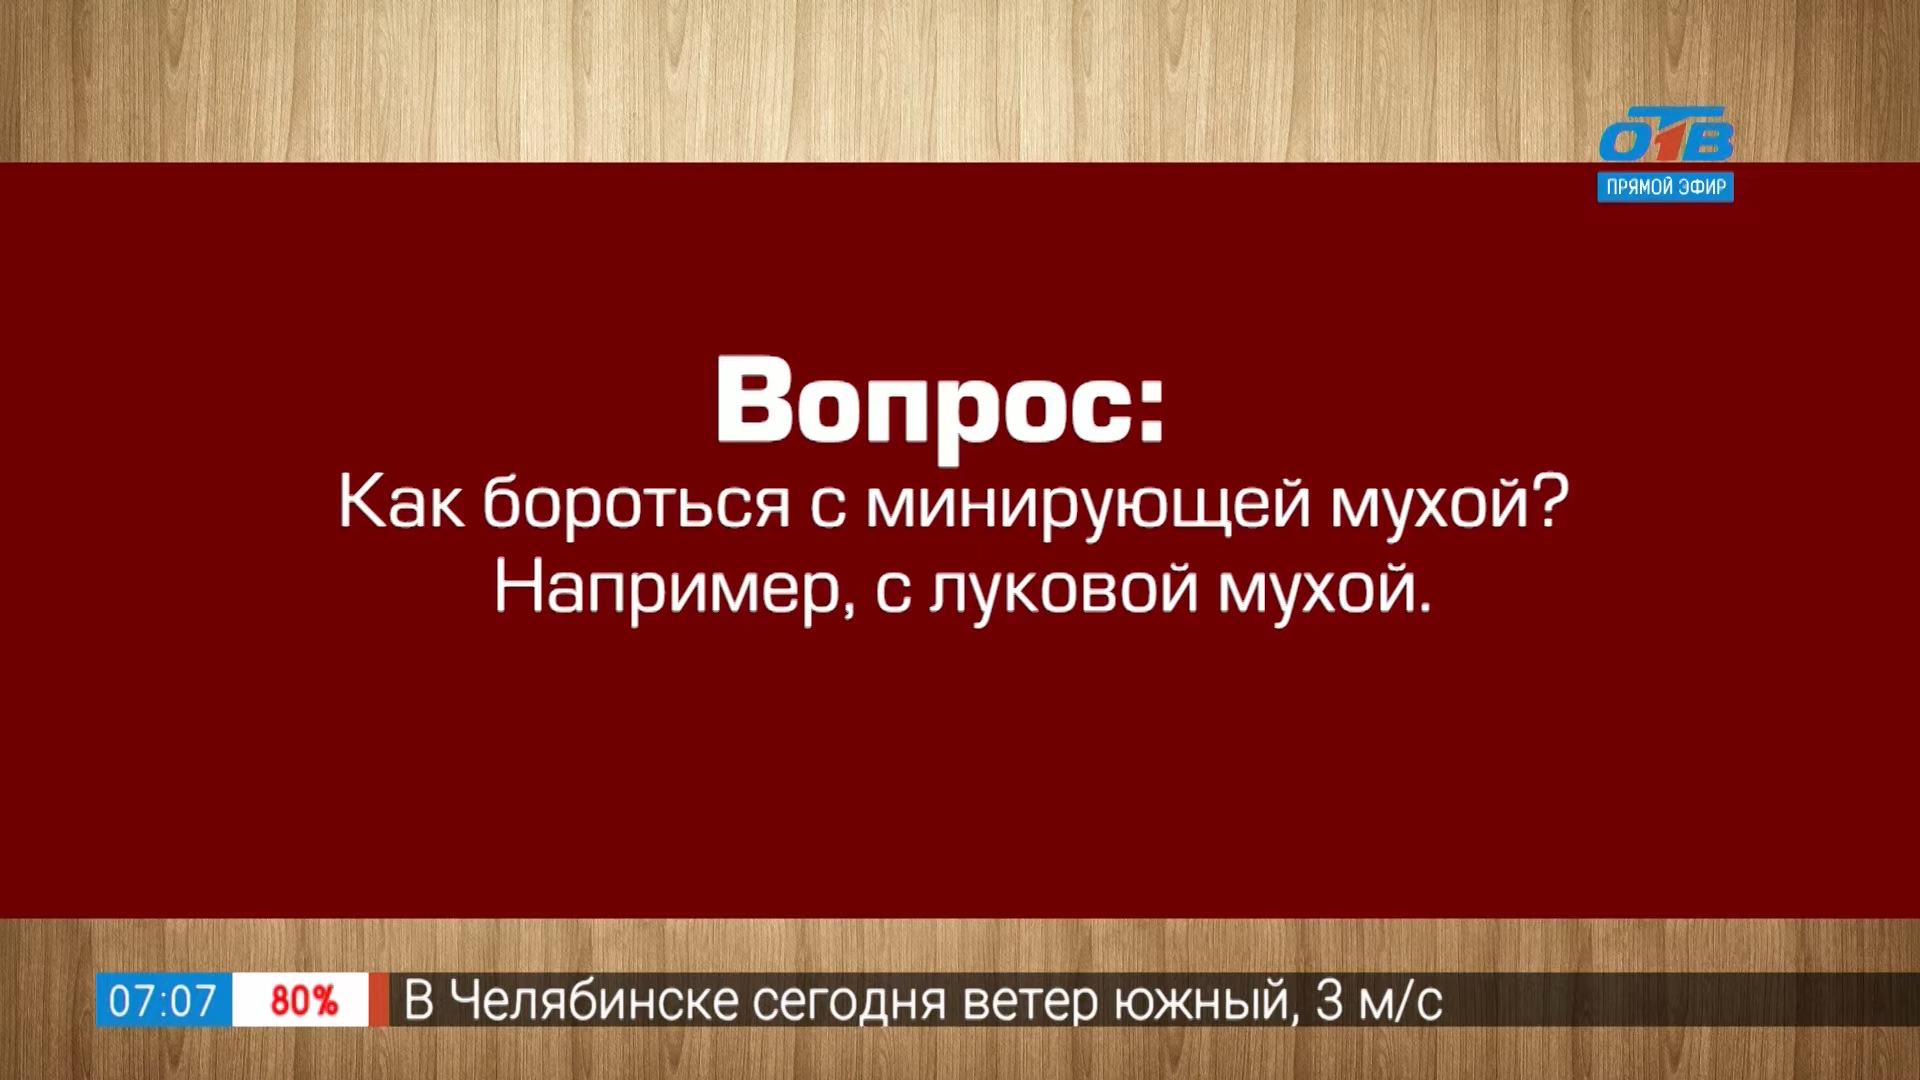 ОТВ
ПРЯМОЙ ЭФИР
Вопрос:
Как бороться с минирующей мухой?
Например, с луковой мухой.
07:07 80% В Челябинске сегодня ветер южный, 3 м/с